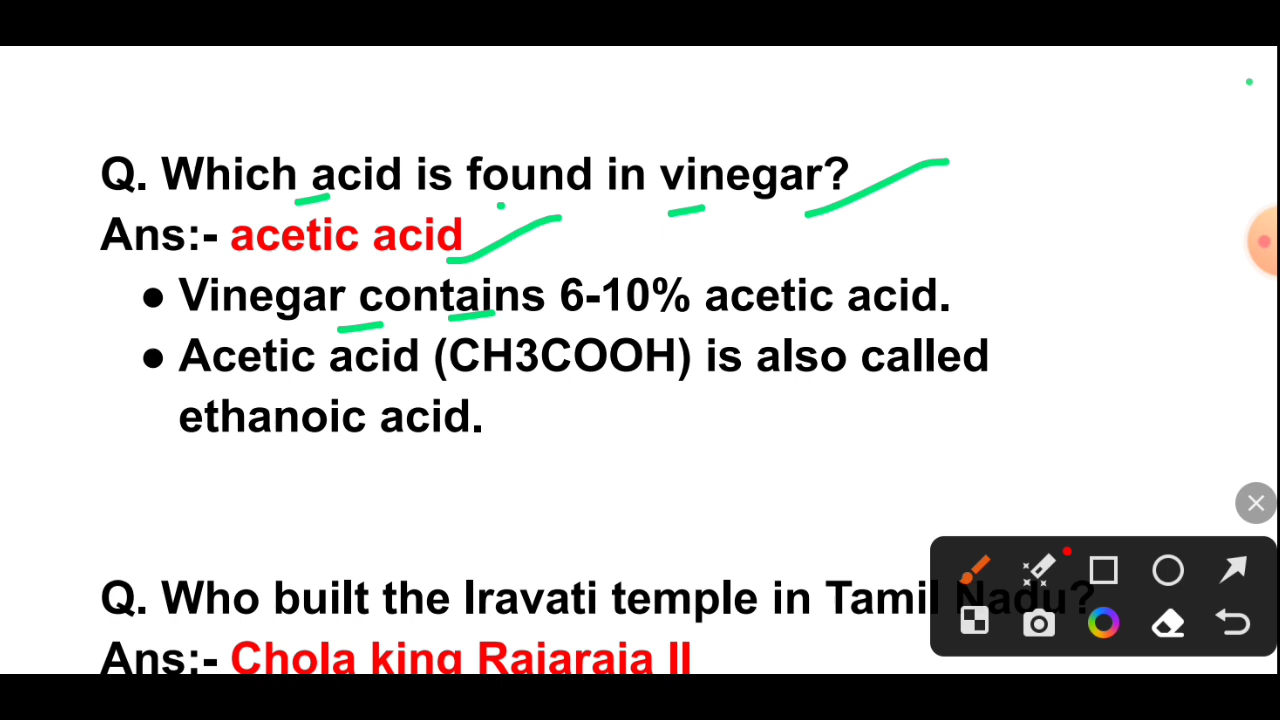 Q. Which acid is found in vinegar?
Ans:- acetic acid
● Vinegar contains 6-10% acetic acid.
● Acetic acid (CH3COOH) is also called
ethanoic acid.
Q. Who built the Iravati temple in Tamil Nadu?
Ans:- Chola king Rajaraja II